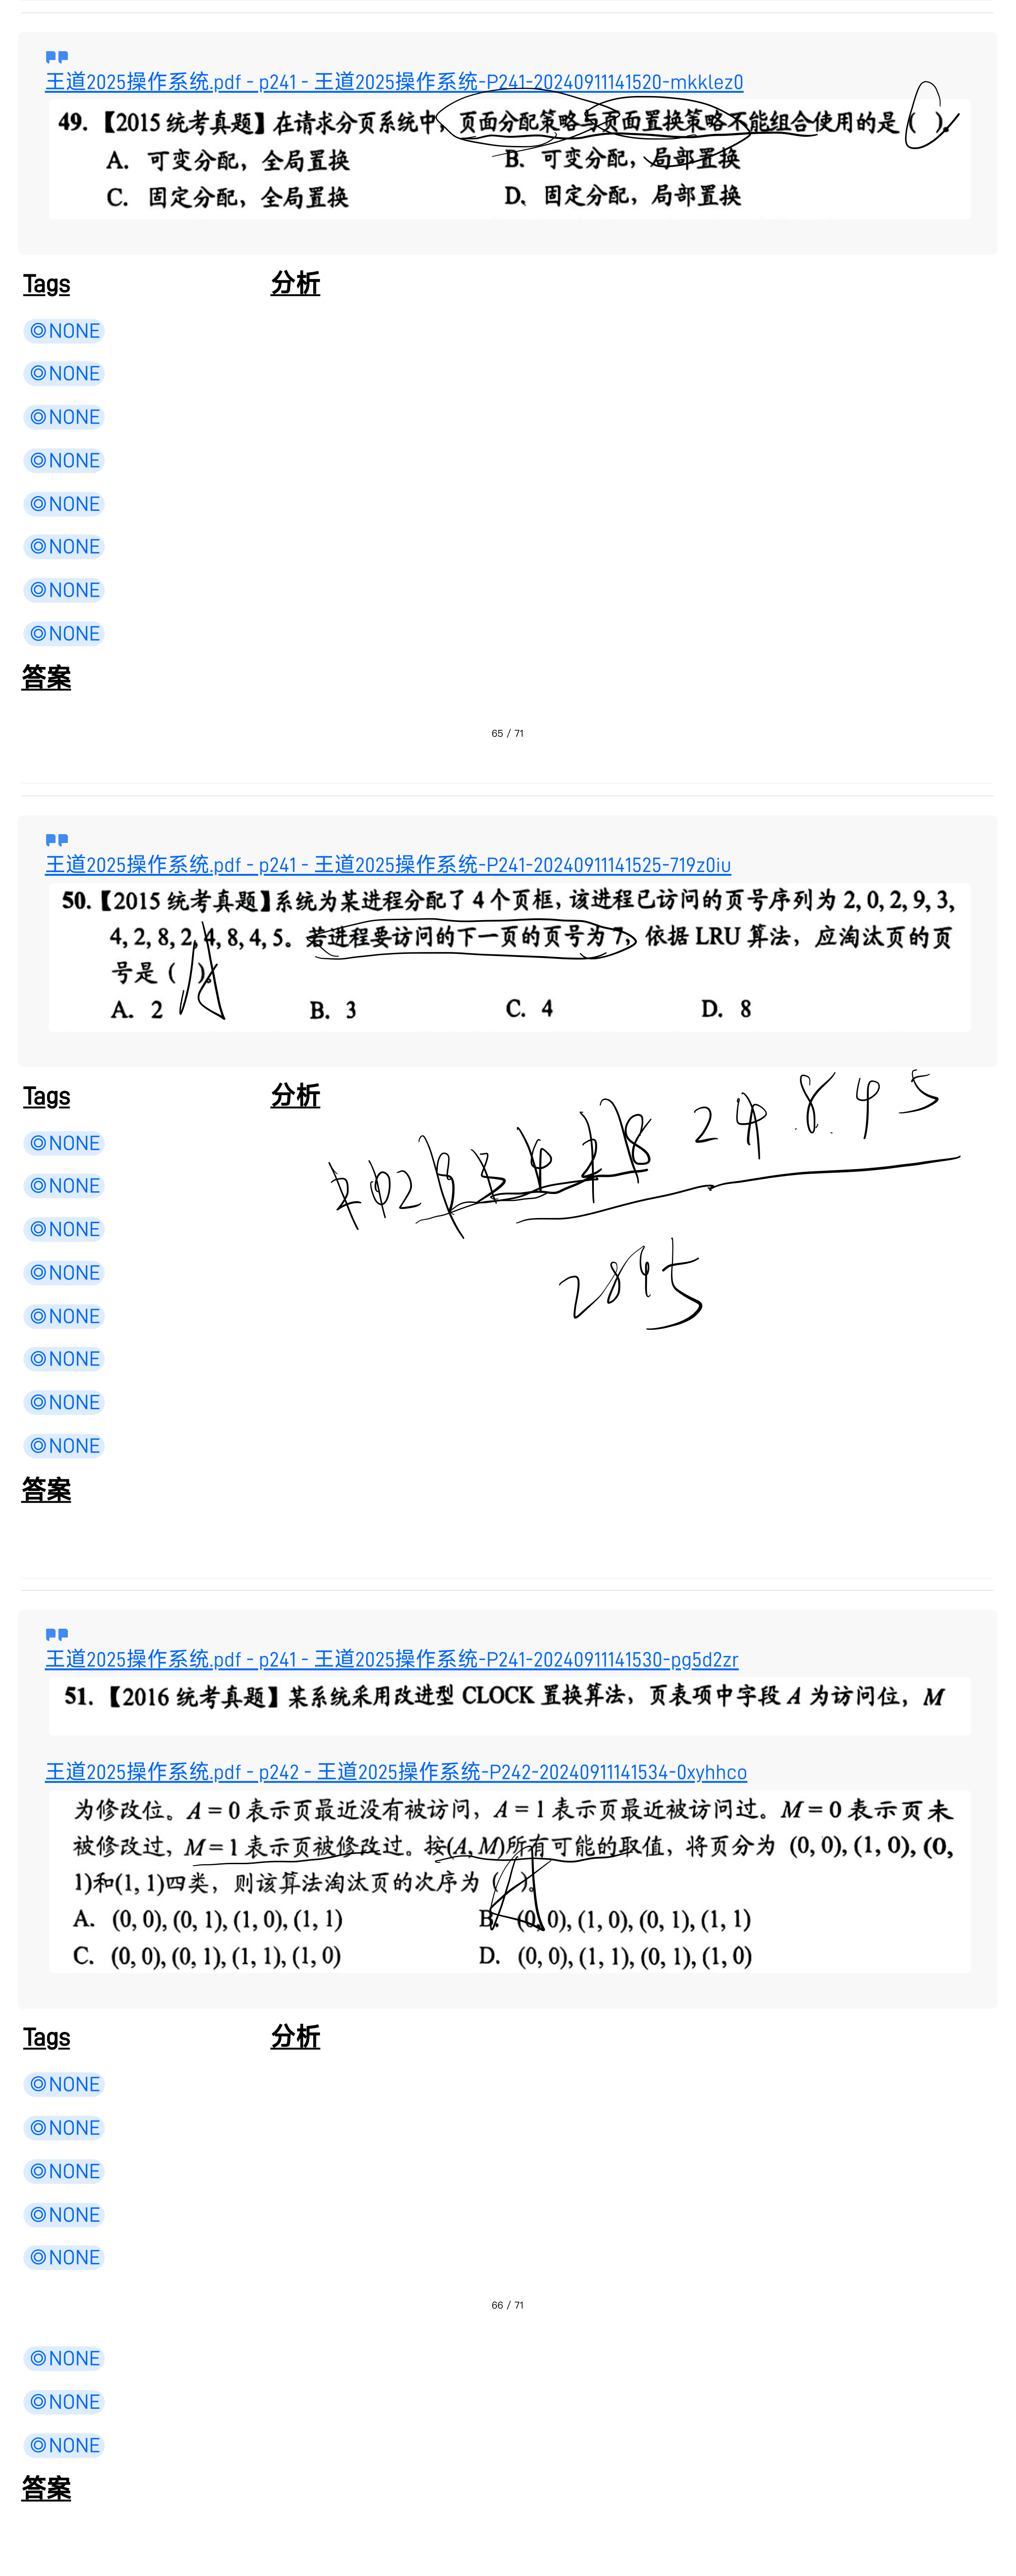 王道2025操作系统.pdf - p241 - 王道2025操作系统-P241-20240911141520-mkklez0
49. 【2015 统考真题】在请求分页系统中，页面分配策略与页面置换策略不能组合使用的是（ ）。
A. 可变分配，全局置换 B. 可变分配，局部置换
C. 固定分配，全局置换 D. 固定分配，局部置换
Tags 分析
◎NONE
◎NONE
◎NONE
◎NONE
◎NONE
◎NONE
◎NONE
◎NONE
答案
65 / 71
王道2025操作系统.pdf - p241 - 王道2025操作系统-P241-20240911141525-719z0iu
50.【2015 统考真题】系统为某进程分配了 4 个页框，该进程已访问的页号序列为 2, 0, 2, 9, 3,
4, 2, 8, 2, 4, 8, 4, 5。若进程要访问的下一页的页号为 7，依据 LRU 算法，应淘汰页的页
号是（ ）。
A
A. 2 B. 3 C. 4 D. 8
Tags 分析
2 0 2 9 3 4 2 8 2 4 8 4 5
2 8 4 5
◎NONE
◎NONE
◎NONE
◎NONE
◎NONE
◎NONE
◎NONE
◎NONE
答案
王道2025操作系统.pdf - p241 - 王道2025操作系统-P241-20240911141530-pg5d2zr
51. 【2016 统考真题】某系统采用改进型 CLOCK 置换算法，页表项中字段 A 为访问位，M
王道2025操作系统.pdf - p242 - 王道2025操作系统-P242-20240911141534-0xyhhco
为修改位。A = 0 表示页最近没有被访问，A = 1 表示页最近被访问过。M = 0 表示页未
被修改过，M = 1 表示页被修改过。按(A, M)所有可能的取值，将页分为 (0, 0), (1, 0), (0,
1)和(1, 1)四类，则该算法淘汰页的次序为（ ）。
A
A. (0, 0), (0, 1), (1, 0), (1, 1) B. (0, 0), (1, 0), (0, 1), (1, 1)
C. (0, 0), (0, 1), (1, 1), (1, 0) D. (0, 0), (1, 1), (0, 1), (1, 0)
Tags 分析
◎NONE
◎NONE
◎NONE
◎NONE
◎NONE
66 / 71
◎NONE
◎NONE
◎NONE
答案